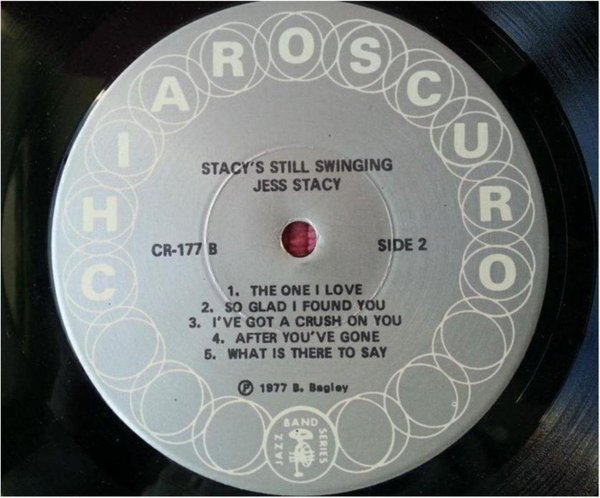 CHIAROSCURO
STACY'S STILL SWINGING
JESS STACY
CR-177 B
SIDE 2
1. THE ONE I LOVE
2. SO GLAD I FOUND YOU
3. I'VE GOT A CRUSH ON YOU
4. AFTER YOU'VE GONE
5. WHAT IS THERE TO SAY
Ⓟ 1977 B. Bagley
JAZZ BAND SERIES